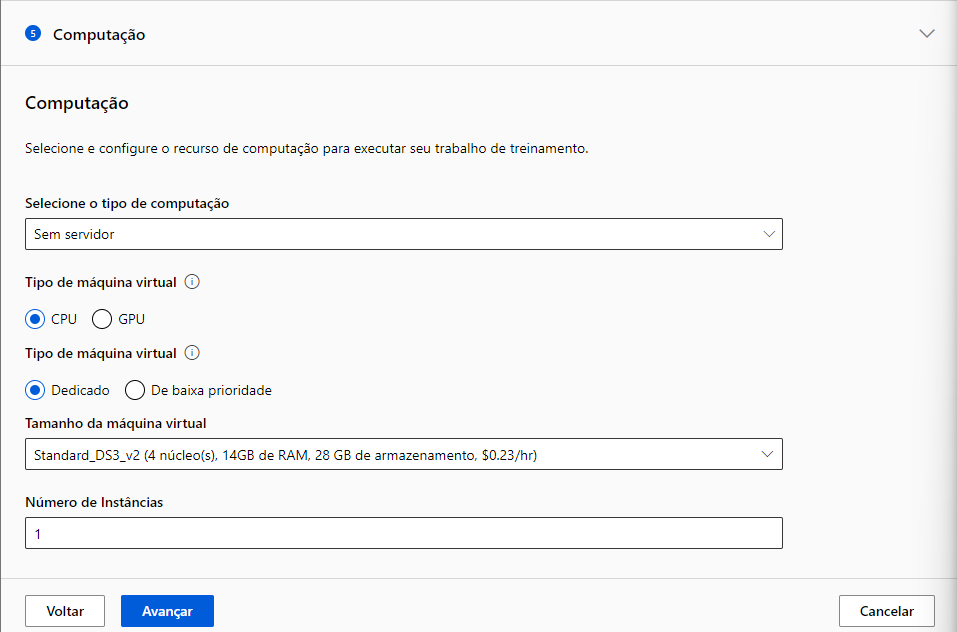 5 Computação
Computação
Selecione e configure o recurso de computação para executar seu trabalho de treinamento.
Selecione o tipo de computação
Sem servidor
Tipo de máquina virtual
CPU GPU
Tipo de máquina virtual
Dedicado De baixa prioridade
Tamanho da máquina virtual
Standard_DS3_v2 (4 núcleo(s), 14GB de RAM, 28 GB de armazenamento, $0.23/hr)
Número de Instâncias
1
Voltar Avançar Cancelar